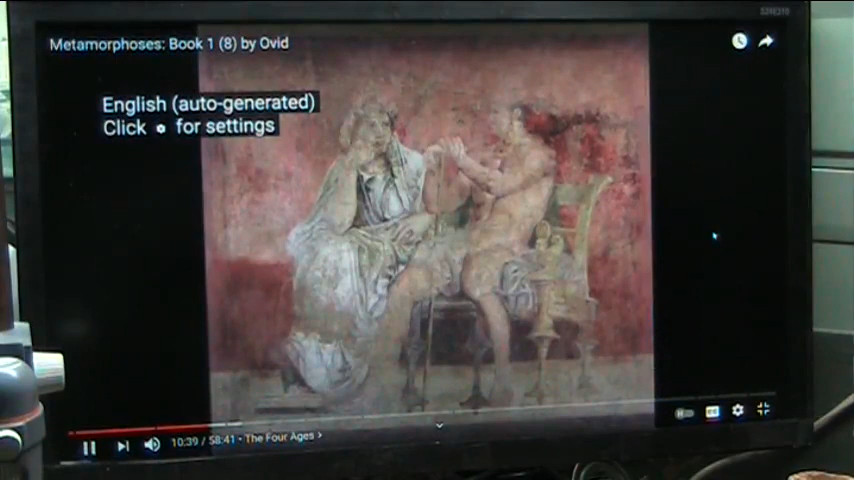 Metamorphoses: Book 1 (8) by Ovid
English (auto-generated)
Click for settings
10:39 / 58:41 • The Four Ages >